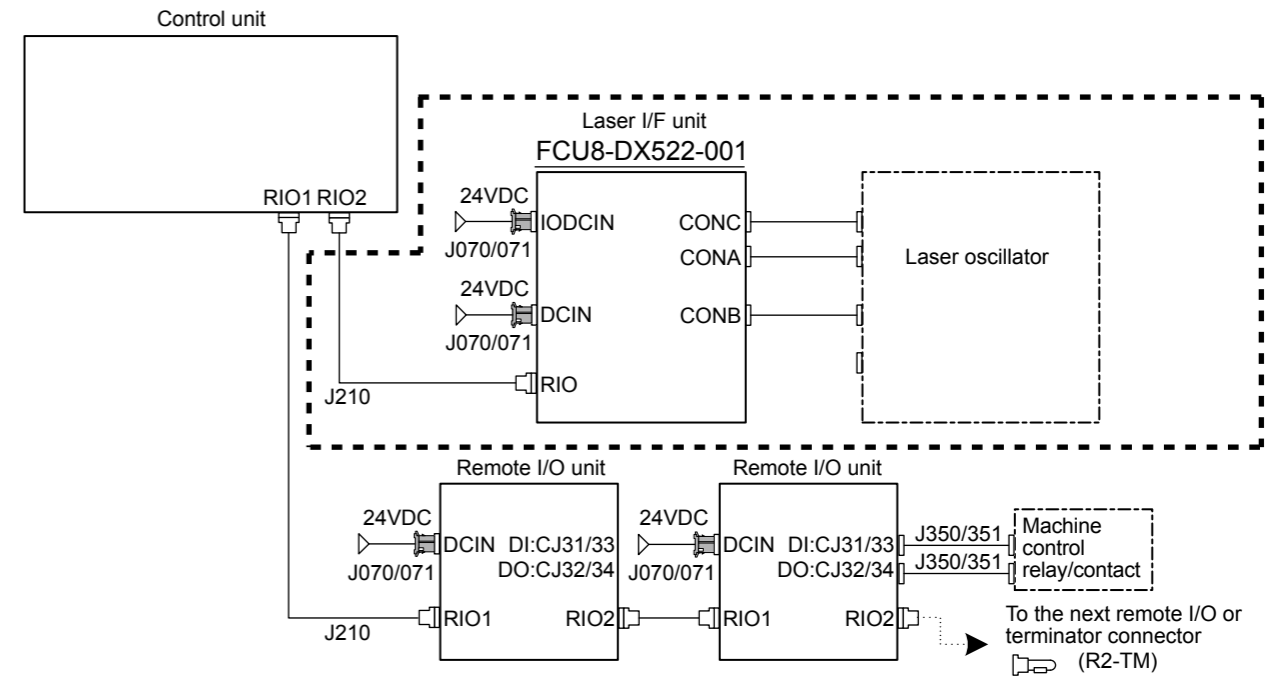 Control unit
RIO1 RIO2
Laser I/F unit
FCU8-DX522-001
24VDC
IODCIN
J070/071
24VDC
DCIN
J070/071
RIO
J210
CONC
CONA
CONB
Laser oscillator
Remote I/O unit
24VDC
DCIN DI:CJ31/33
DO:CJ32/34
J070/071
RIO1
RIO2
J210
Remote I/O unit
24VDC
DCIN DI:CJ31/33
DO:CJ32/34
J070/071
RIO1
RIO2
J350/351
J350/351
Machine
control
relay/contact
To the next remote I/O or
terminator connector
(R2-TM)